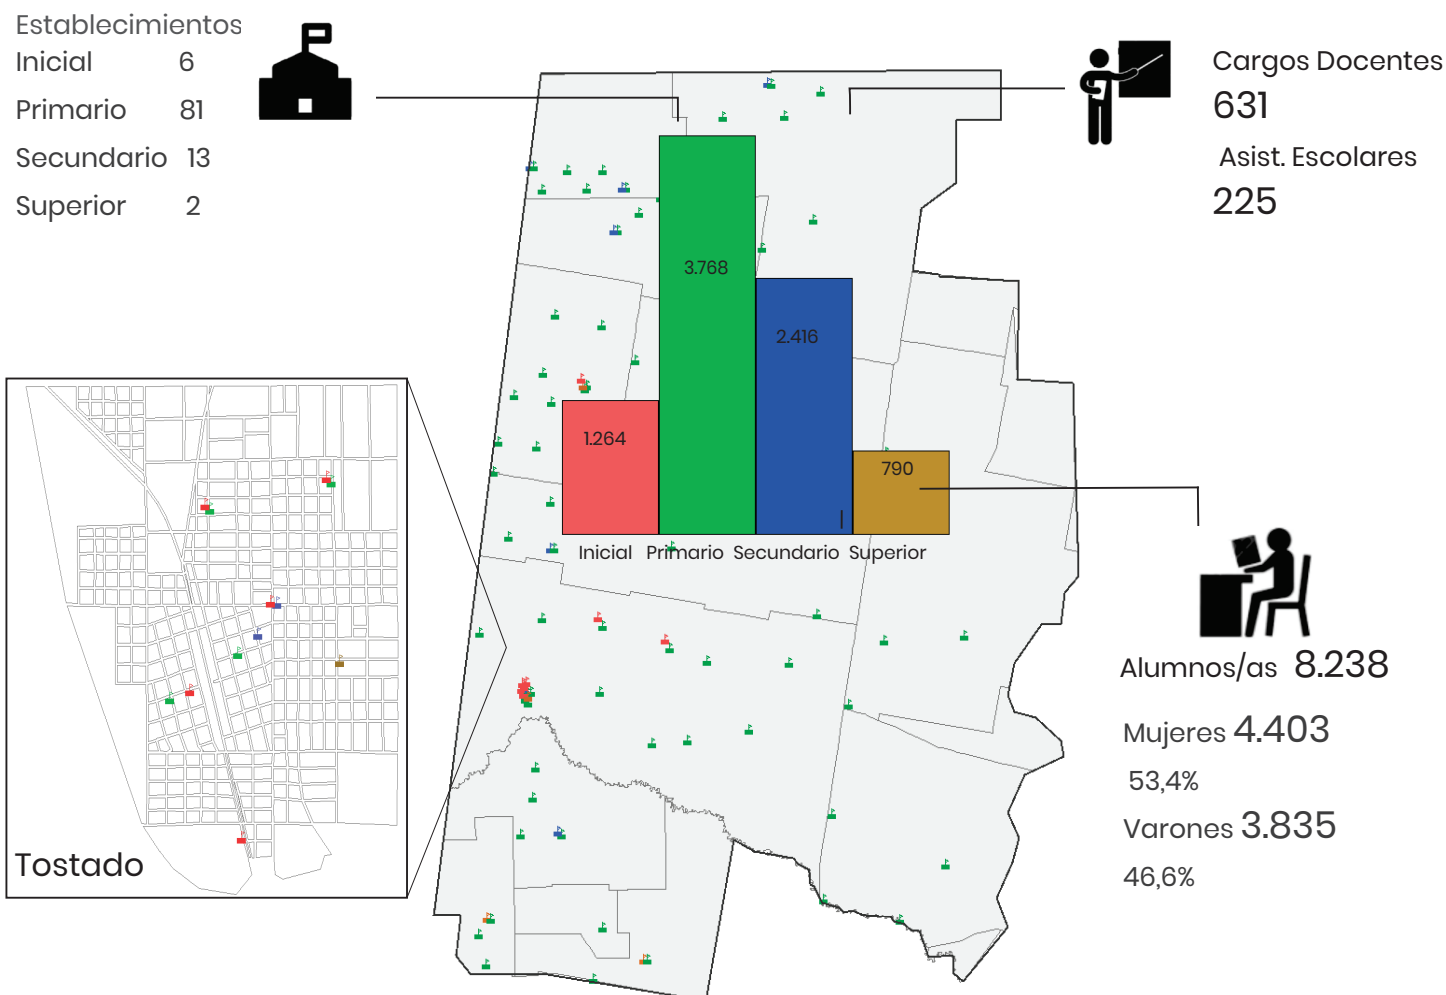 Establecimientos
Inicial 6
Primario 81
Secundario 13
Superior 2
Cargos Docentes
631
Asist. Escolares
225
3.768
2.416
1.264
790
Inicial Primario Secundario Superior
Tostado
Alumnos/as 8.238
Mujeres 4.403
53,4%
Varones 3.835
46,6%